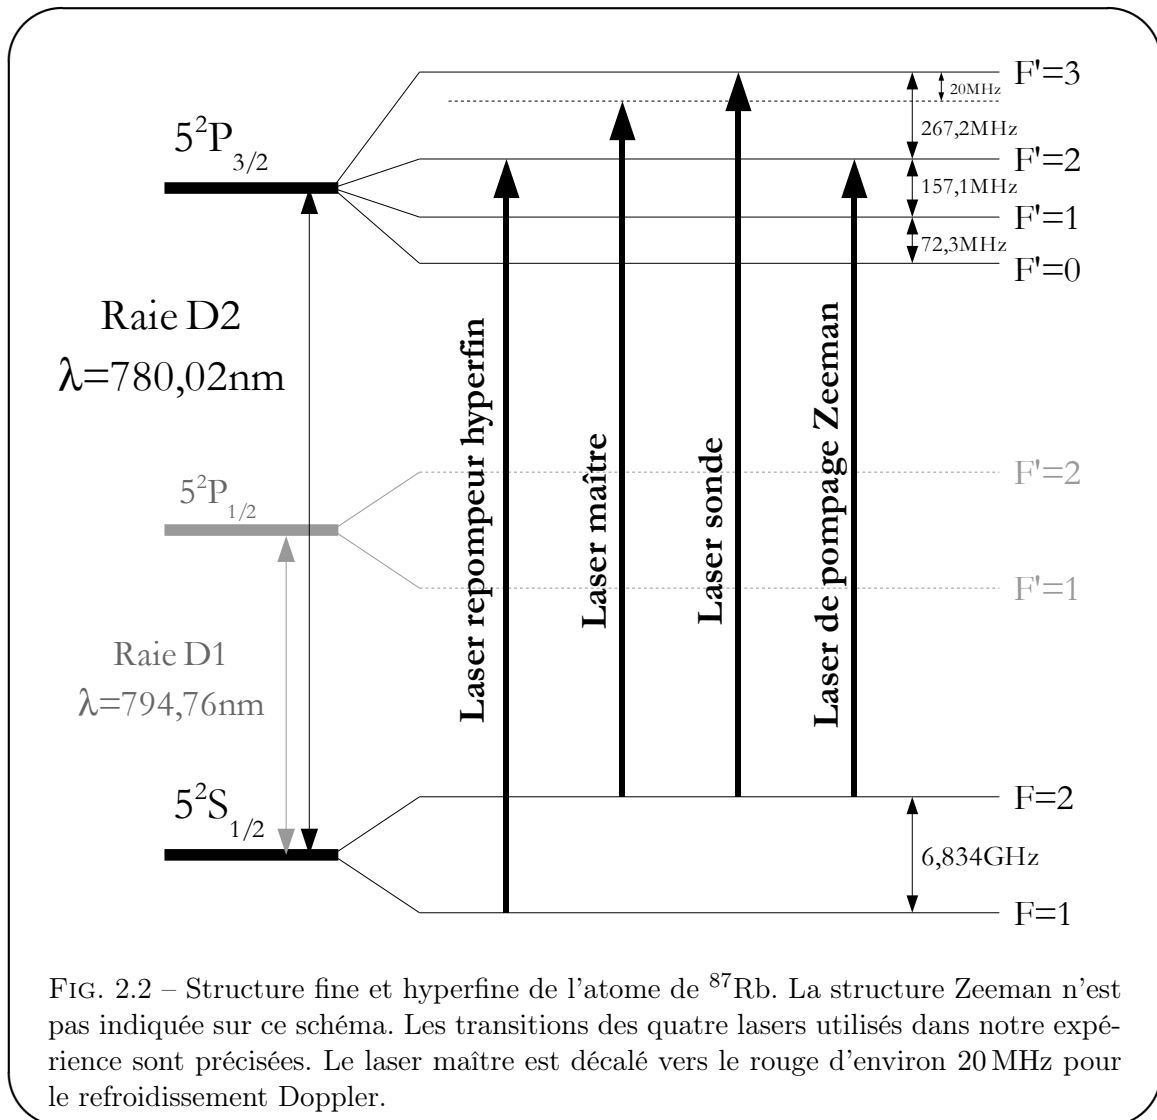 F'=3
20MHz
5²P3/2
267,2MHz
F'=2
157,1MHz
F'=1
72,3MHz
F'=0
Raie D2
λ=780,02nm
Laser repompeur hyperfin
Laser maître
Laser sonde
Laser de pompage Zeeman
5²P1/2
F'=2
F'=1
Raie D1
λ=794,76nm
5²S1/2
F=2
6,834GHz
F=1
FIG. 2.2 – Structure fine et hyperfine de l'atome de ⁸⁷Rb. La structure Zeeman n'est
pas indiquée sur ce schéma. Les transitions des quatre lasers utilisés dans notre expé-
rience sont précisées. Le laser maître est décalé vers le rouge d'environ 20 MHz pour
le refroidissement Doppler.